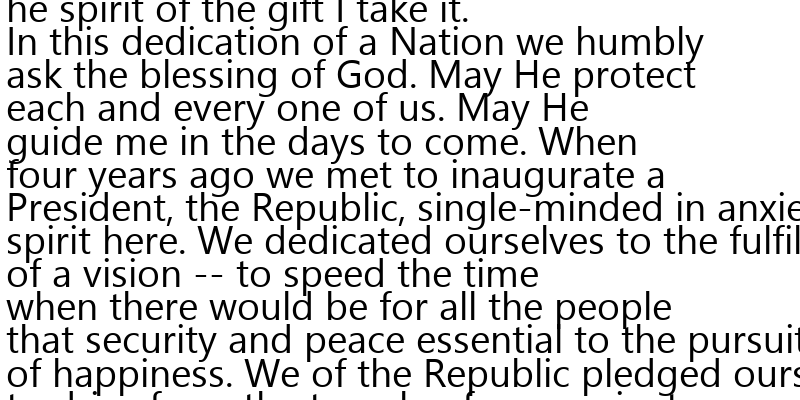 he spirit of the gift I take it.
In this dedication of a Nation we humbly
ask the blessing of God. May He protect
each and every one of us. May He
guide me in the days to come. When
four years ago we met to inaugurate a
President, the Republic, single-minded in
spirit here. We dedicated ourselves to the
of a vision -- to speed the time
when there would be for all the people
that security and peace essential to the pursuit
of happiness. We of the Republic pledged